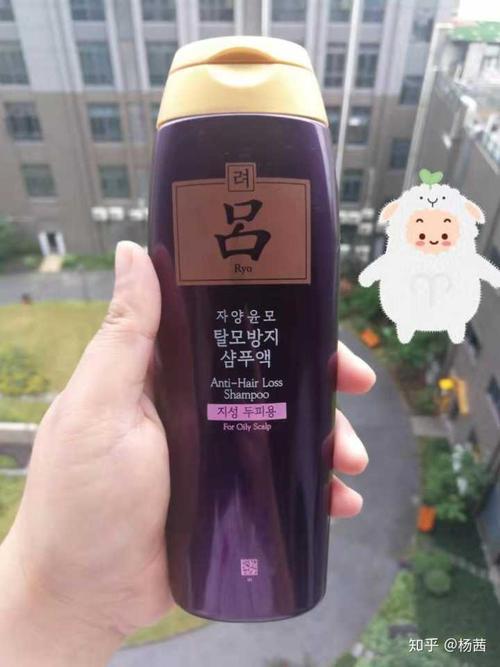 려
呂
Ryo
자양윤모
탈모방지
샴푸액
Anti-Hair Loss
Shampoo
지성 두피용
For Oily Scalp
知乎 @杨茜